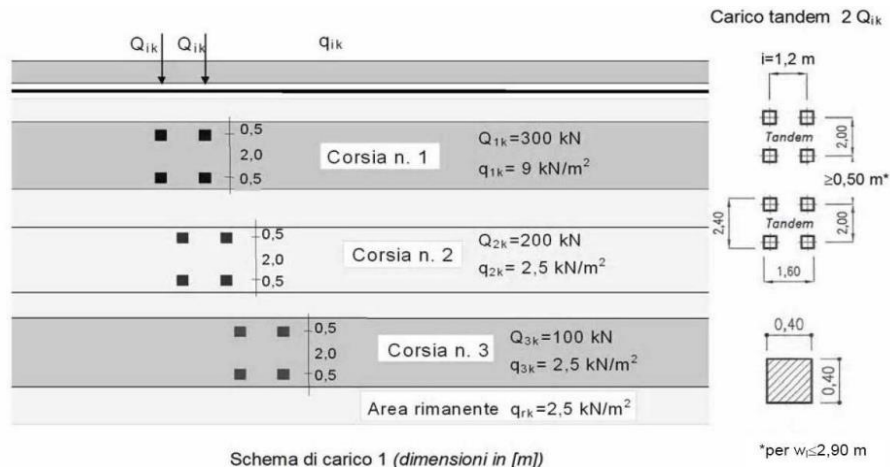 Carico tandem 2 Qik
Qik
Qik
qik
i=1,2 m
Tandem
2,00
≥0,50 m*
0,5
2,0
0,5
Corsia n. 1
Q1k=300 kN
q1k= 9 kN/m²
2,40
Tandem
2,00
1,60
0,5
2,0
0,5
Corsia n. 2
Q2k=200 kN
q2k= 2,5 kN/m²
0,5
2,0
0,5
Corsia n. 3
Q3k=100 kN
q3k= 2,5 kN/m²
0,40
0,40
Area rimanente qrk=2,5 kN/m²
*per wl≤2,90 m
Schema di carico 1 (dimensioni in [m])